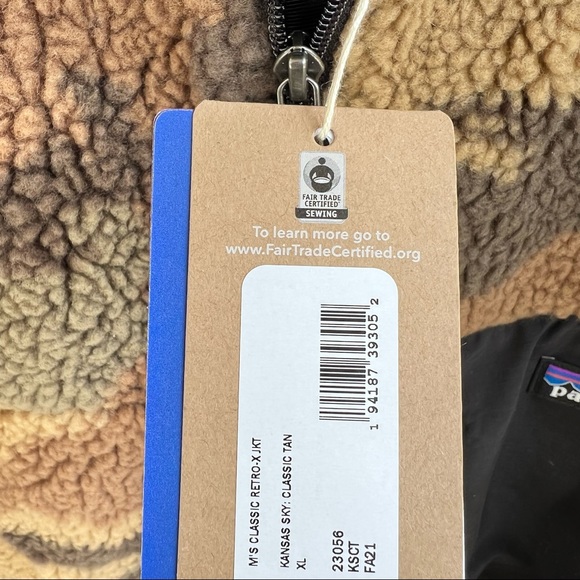 FAIR TRADE
CERTIFIED
SEWING
To learn more go to
www.FairTradeCertified.org
1 94187 39305 2
M'S CLASSIC RETRO-X JKT
KANSAS SKY: CLASSIC TAN
XL
23056
KSCT
FA21
pa